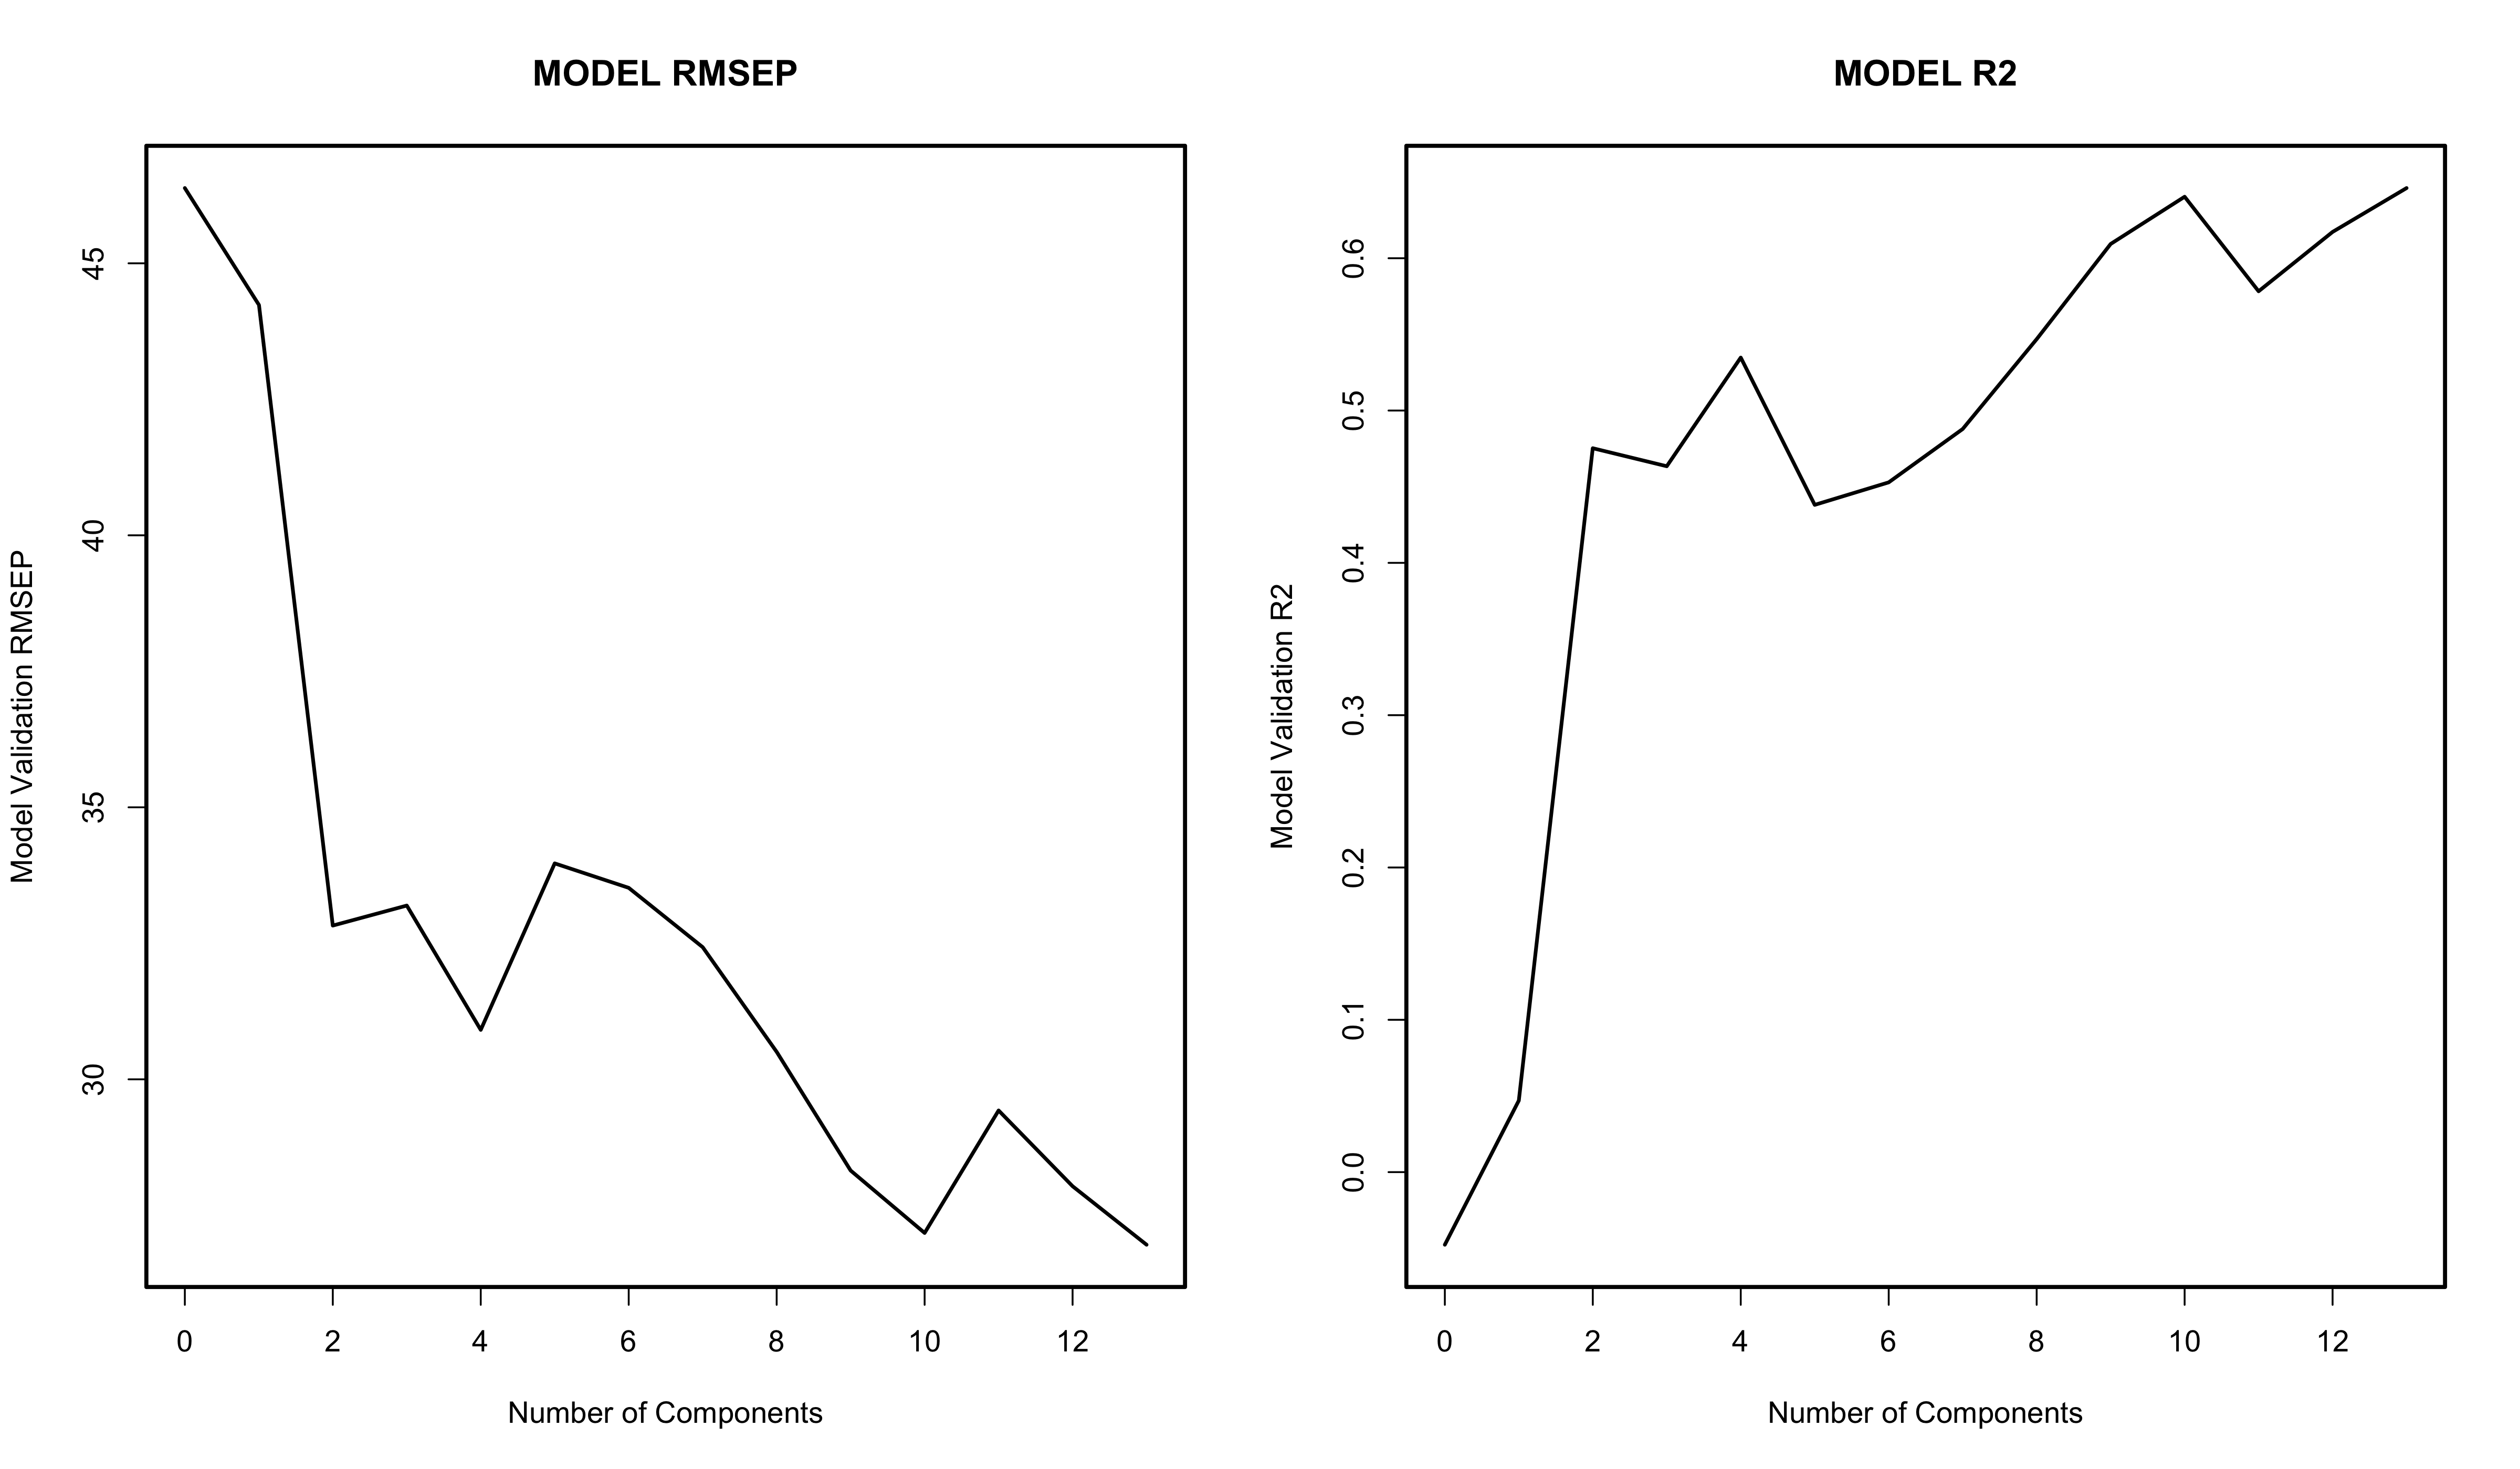 MODEL RMSEP
Model Validation RMSEP
45
40
35
30
0 2 4 6 8 10 12
Number of Components
MODEL R2
Model Validation R2
0.6
0.5
0.4
0.3
0.2
0.1
0.0
0 2 4 6 8 10 12
Number of Components